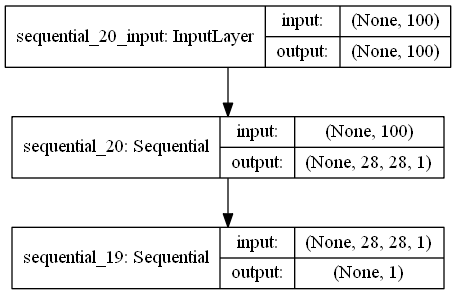 sequential_20_input: InputLayer
input: (None, 100)
output: (None, 100)
sequential_20: Sequential
input: (None, 100)
output: (None, 28, 28, 1)
sequential_19: Sequential
input: (None, 28, 28, 1)
output: (None, 1)